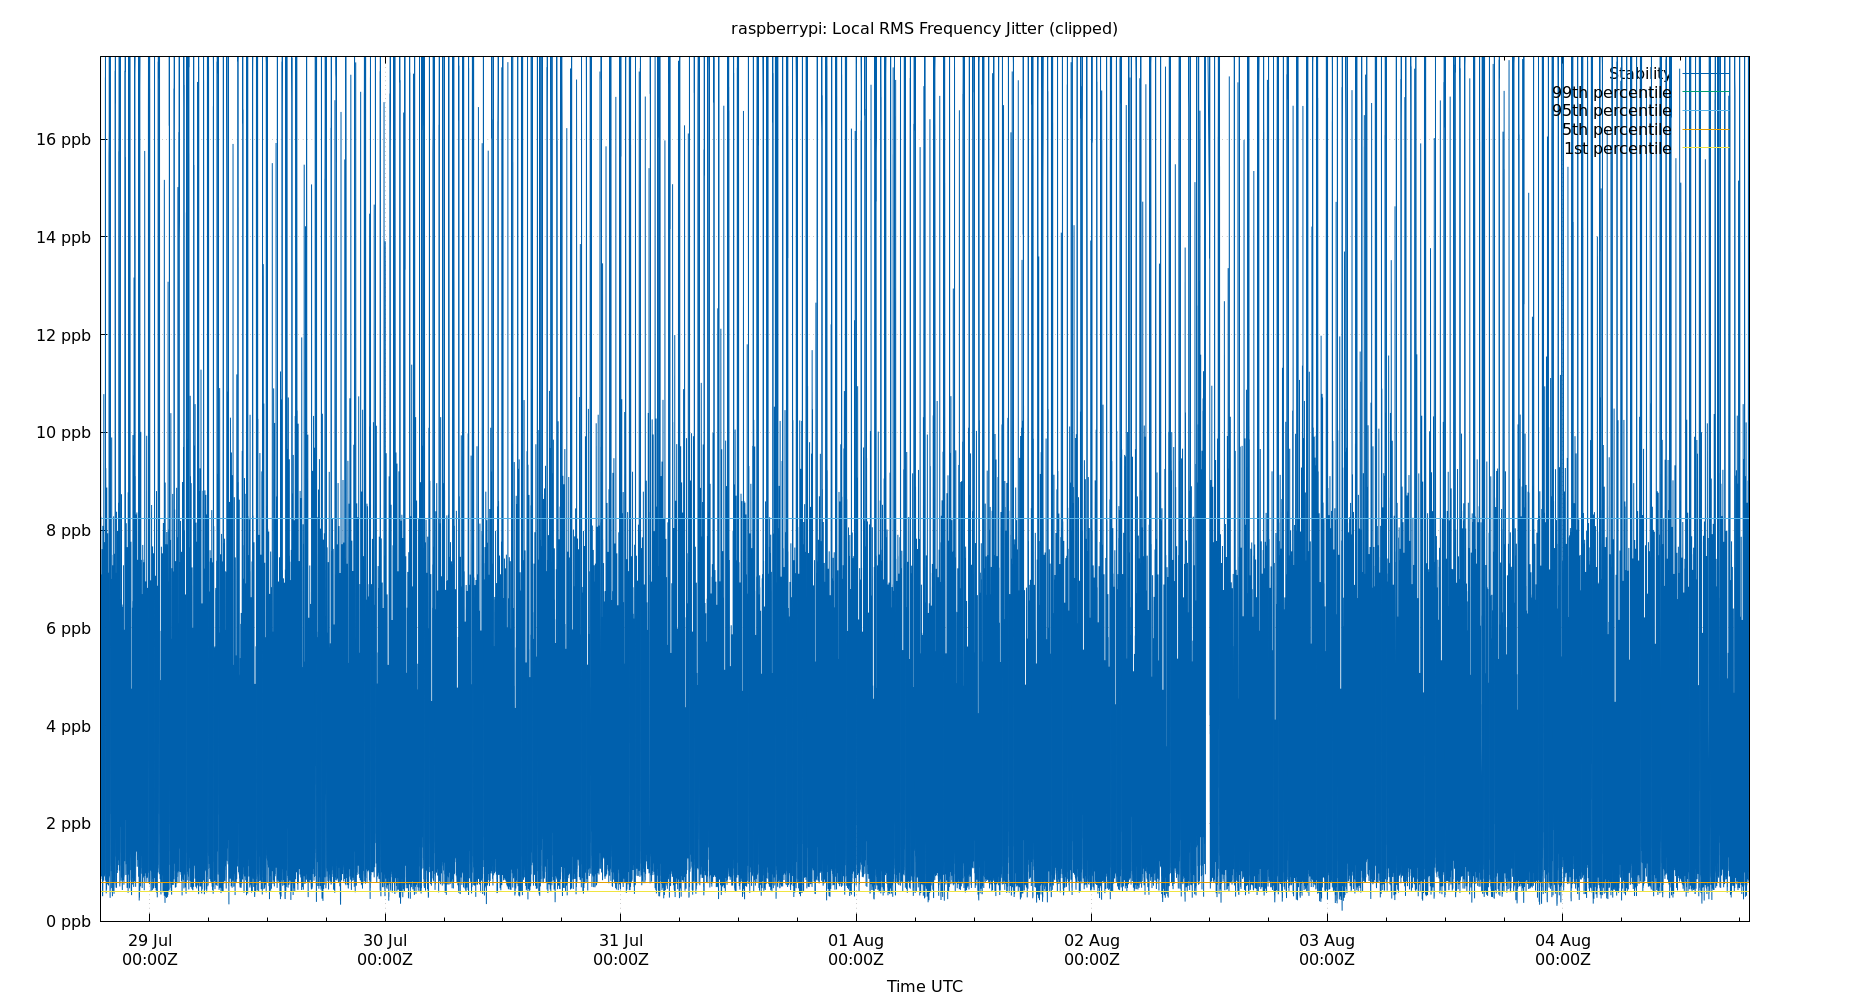 raspberrypi: Local RMS Frequency Jitter (clipped)
Stability
99th percentile
95th percentile
5th percentile
1st percentile
16 ppb
14 ppb
12 ppb
10 ppb
8 ppb
6 ppb
4 ppb
2 ppb
0 ppb
29 Jul 30 Jul 31 Jul 01 Aug 02 Aug 03 Aug 04 Aug
00:00Z 00:00Z 00:00Z 00:00Z 00:00Z 00:00Z 00:00Z
Time UTC